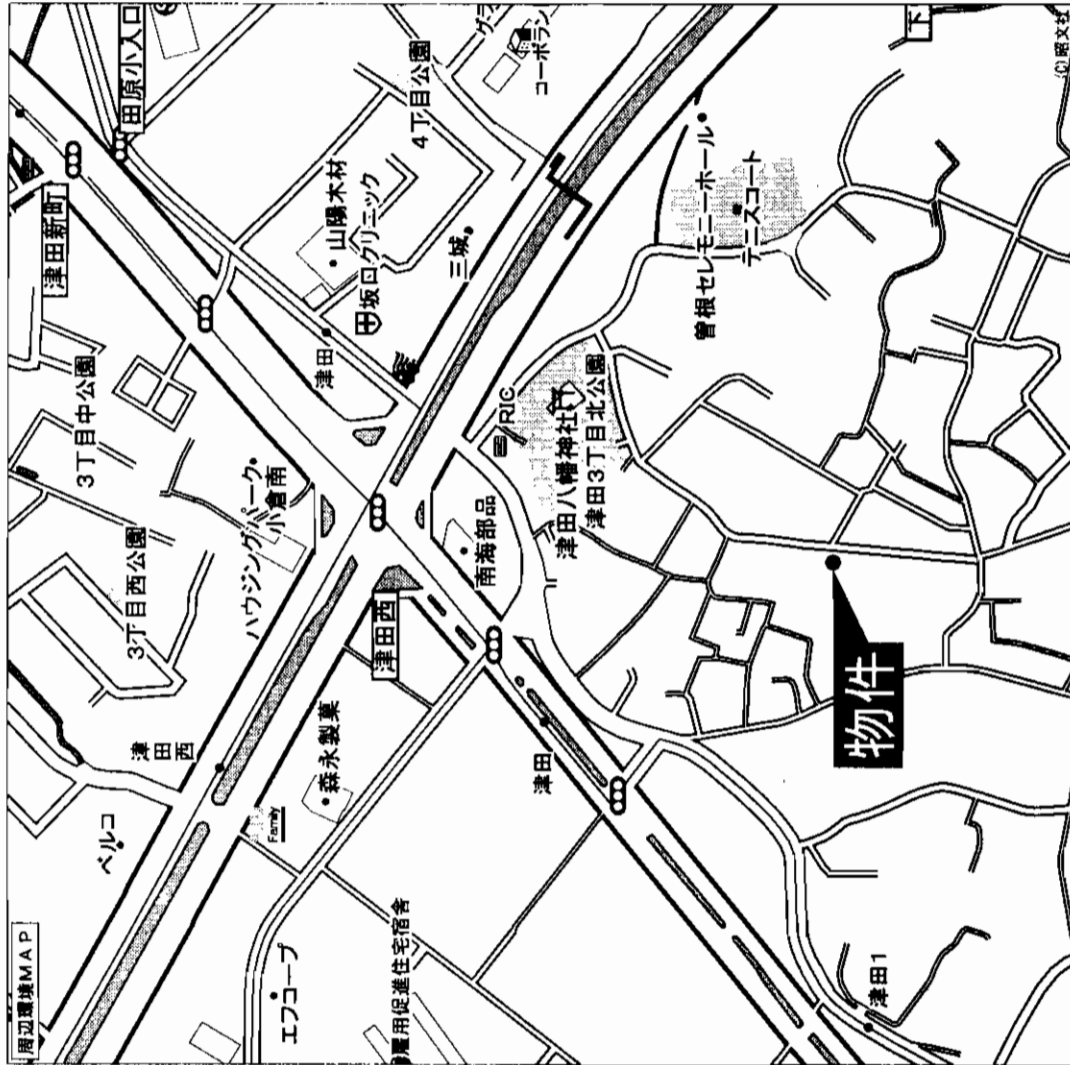 周辺環境MAP
ベルコ
津田西
3丁目西公園
3丁目中公園
津田新町
田原小入口
ハウジングパーク
小倉南
エフコープ
雇用促進住宅宿舎
Family
森永製菓
津田西
津田
山陽木材
坂口クリニック
4丁目公園
三城
コーポラン
津田
南海部品
RIC
津田八幡神社
津田3丁目北公園
曽根セレモニーホール
テニスコート
下
物件
津田1
(C)昭文社